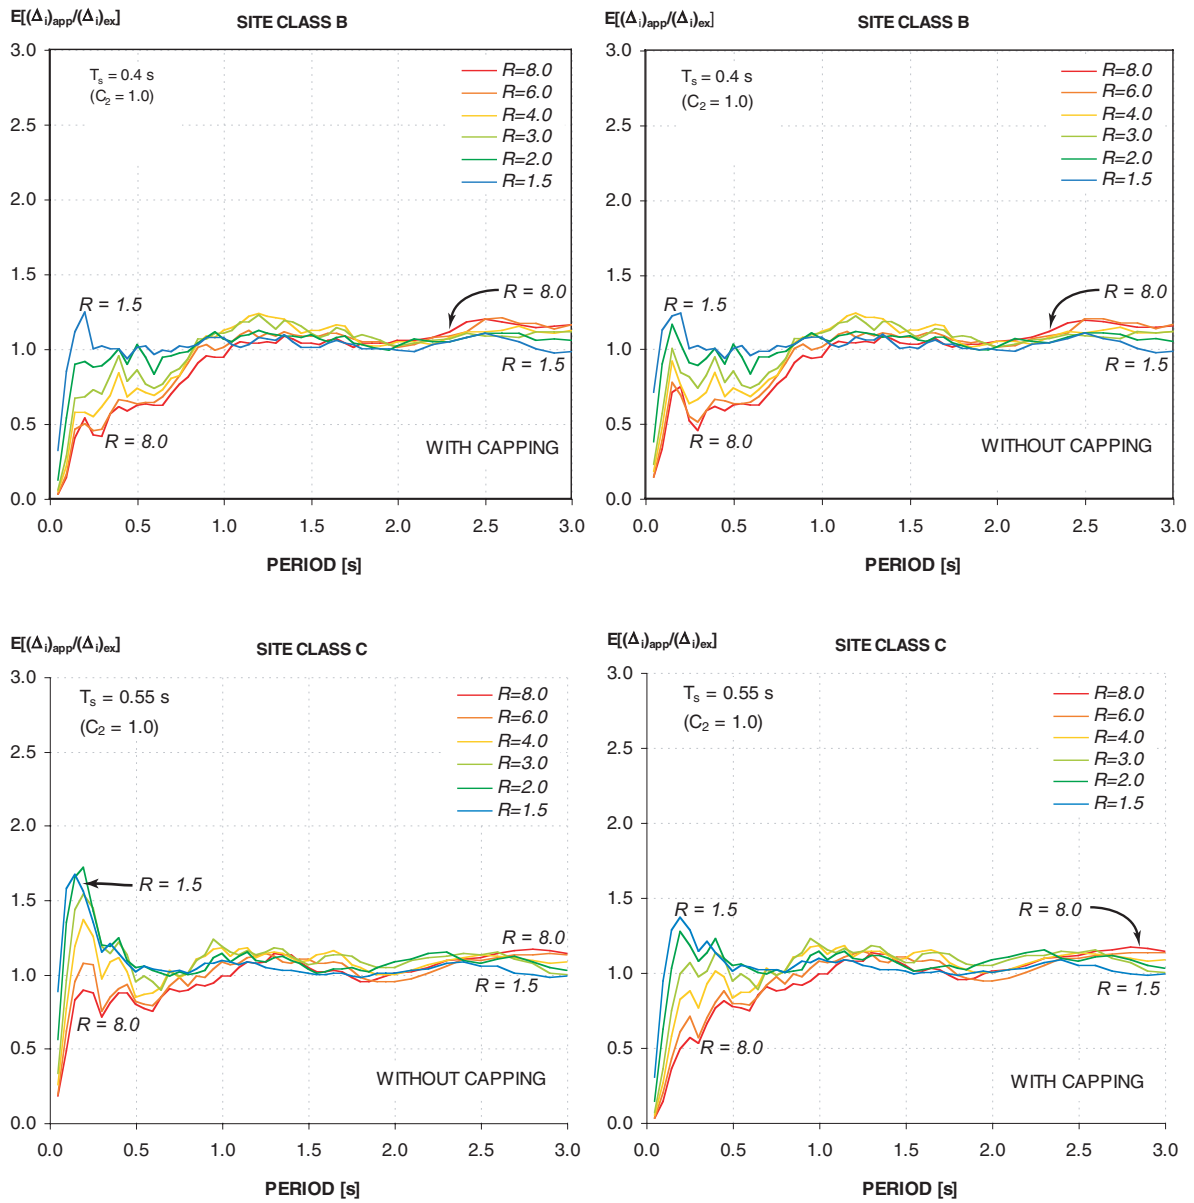 E[(Δi)app/(Δi)ex]
SITE CLASS B
3.0
2.5
2.0
1.5
1.0
0.5
0.0
Ts = 0.4 s
(C2 = 1.0)
R=8.0
R=6.0
R=4.0
R=3.0
R=2.0
R=1.5
R = 1.5
R = 8.0
R = 1.5
R = 8.0
WITH CAPPING
0.0 0.5 1.0 1.5 2.0 2.5 3.0
PERIOD [s]
E[(Δi)app/(Δi)ex]
SITE CLASS B
3.0
2.5
2.0
1.5
1.0
0.5
0.0
Ts = 0.4 s
(C2 = 1.0)
R=8.0
R=6.0
R=4.0
R=3.0
R=2.0
R=1.5
R = 1.5
R = 8.0
R = 1.5
R = 8.0
WITHOUT CAPPING
0.0 0.5 1.0 1.5 2.0 2.5 3.0
PERIOD [s]
E[(Δi)app/(Δi)ex]
SITE CLASS C
3.0
2.5
2.0
1.5
1.0
0.5
0.0
Ts = 0.55 s
(C2 = 1.0)
R=8.0
R=6.0
R=4.0
R=3.0
R=2.0
R=1.5
R = 1.5
R = 8.0
R = 1.5
R = 8.0
WITHOUT CAPPING
0.0 0.5 1.0 1.5 2.0 2.5 3.0
PERIOD [s]
E[(Δi)app/(Δi)ex]
SITE CLASS C
3.0
2.5
2.0
1.5
1.0
0.5
0.0
Ts = 0.55 s
(C2 = 1.0)
R=8.0
R=6.0
R=4.0
R=3.0
R=2.0
R=1.5
R = 1.5
R = 8.0
R = 1.5
R = 8.0
WITH CAPPING
0.0 0.5 1.0 1.5 2.0 2.5 3.0
PERIOD [s]